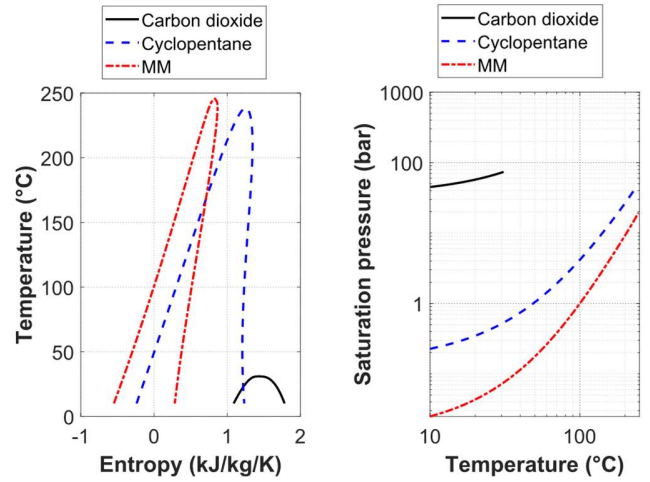 Carbon dioxide
Cyclopentane
MM
250
200
150
100
50
0
-1
0
1
2
Temperature (°C)
Entropy (kJ/kg/K)
Carbon dioxide
Cyclopentane
MM
1000
100
1
10
100
Saturation pressure (bar)
Temperature (°C)